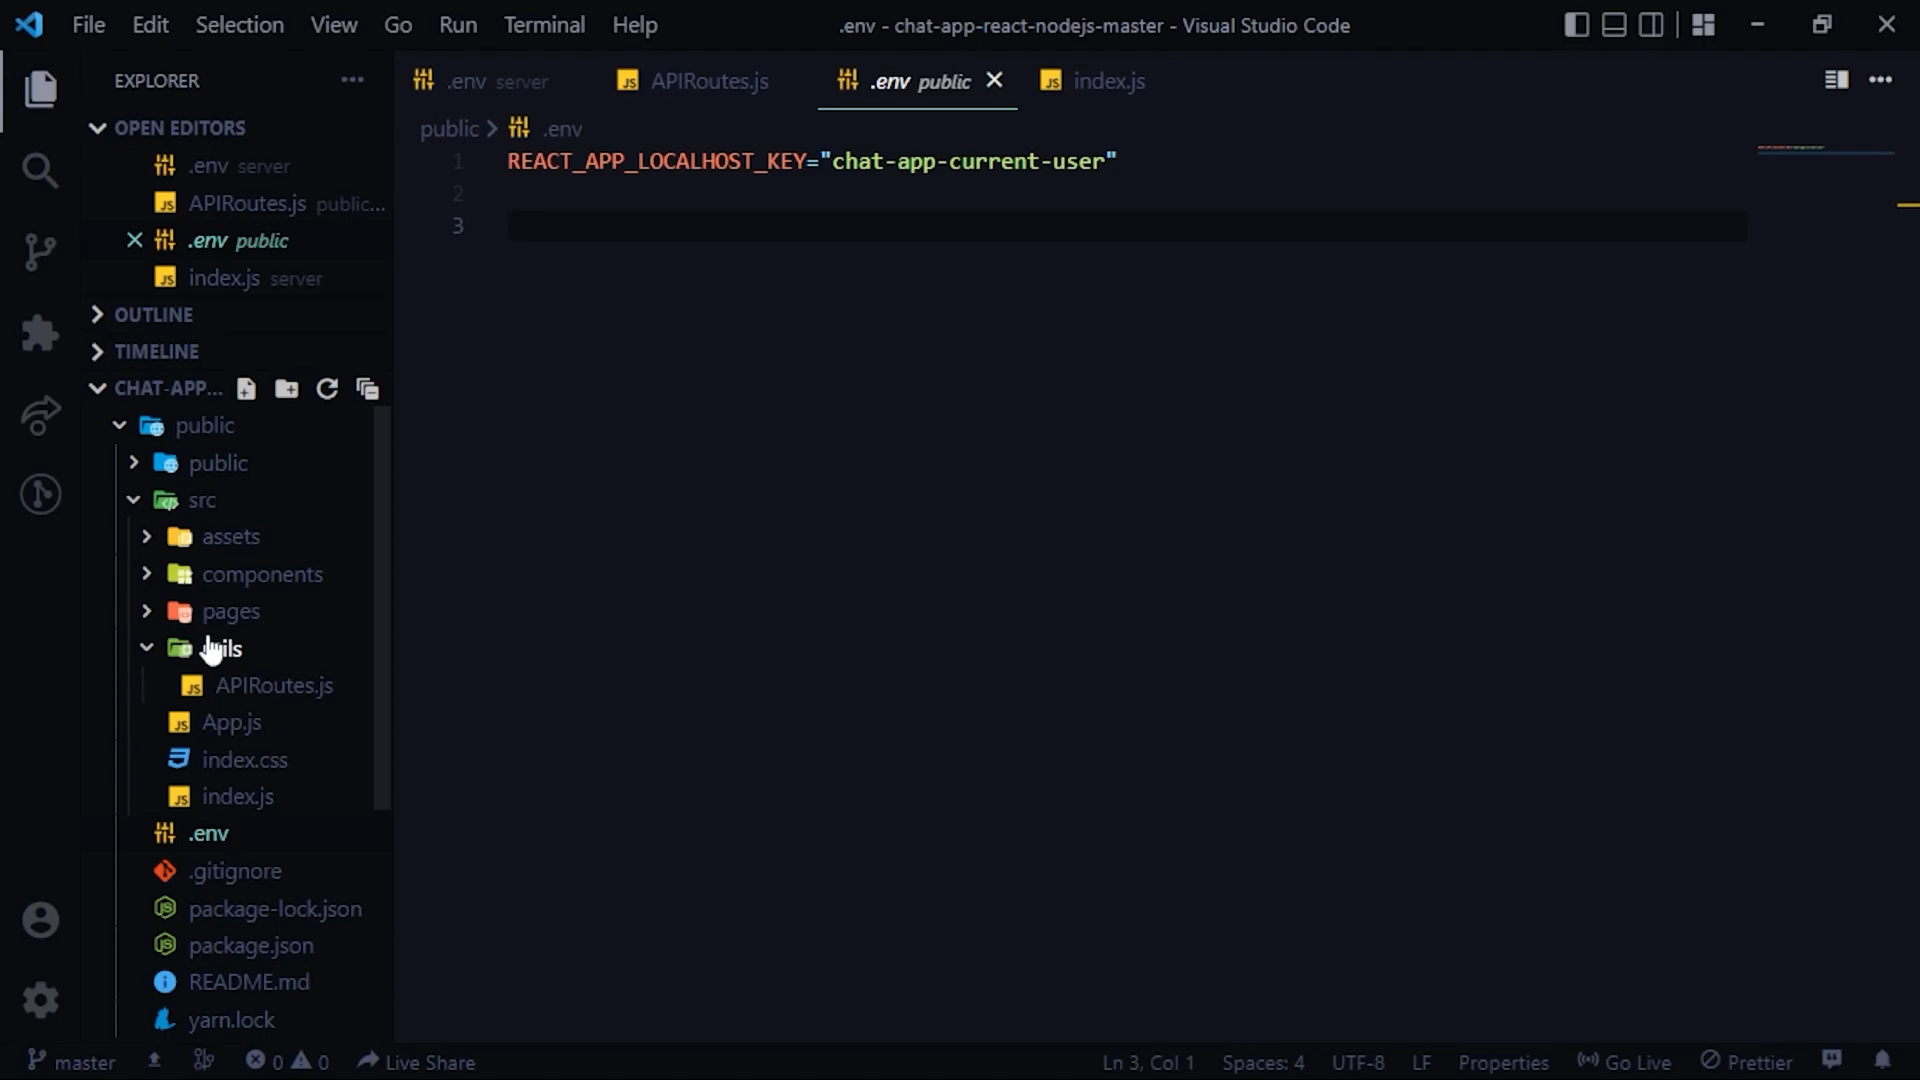 File Edit Selection View Go Run Terminal Help .env - chat-app-react-nodejs-master - Visual Studio Code
EXPLORER
.env server APIRoutes.js .env public index.js
OPEN EDITORS
.env server
APIRoutes.js public...
.env public
index.js server
OUTLINE
TIMELINE
CHAT-APP...
public
public
src
assets
components
pages
APIRoutes.js
App.js
index.css
index.js
.env
.gitignore
package-lock.json
package.json
README.md
yarn.lock
public > .env
1 REACT_APP_LOCALHOST_KEY="chat-app-current-user"
2
3
master 0 0 Live Share Ln 3, Col 1 Spaces: 4 UTF-8 LF Properties Go Live Prettier